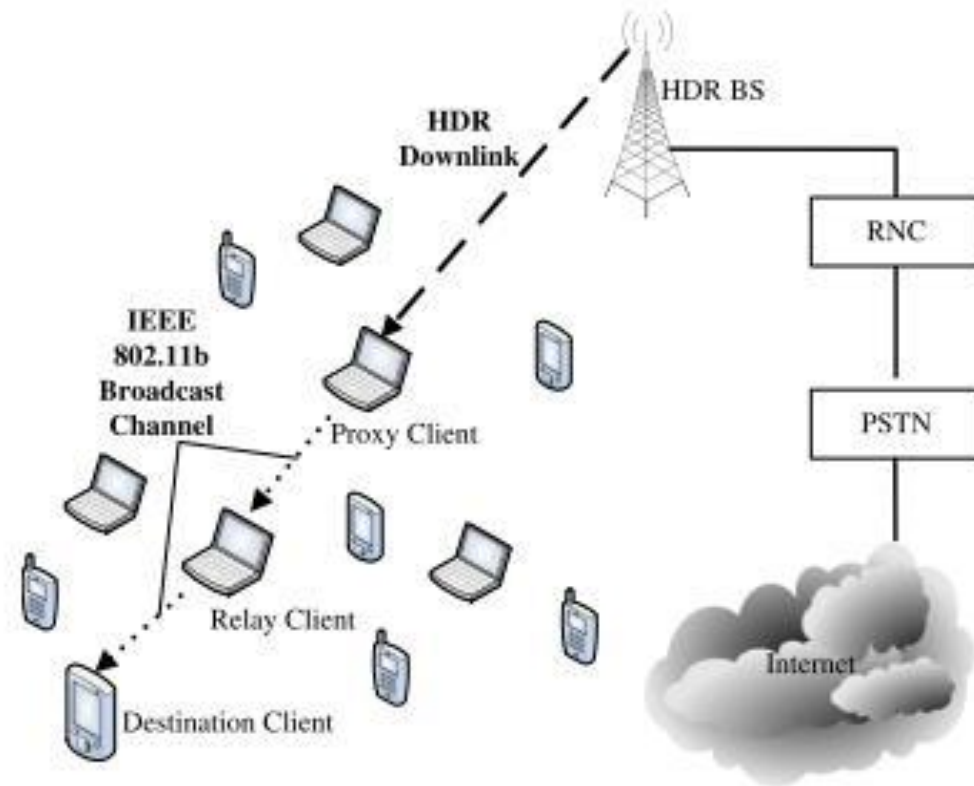 HDR BS
HDR
Downlink
RNC
IEEE
802.11b
Broadcast
Channel
Proxy Client
PSTN
Relay Client
Internet
Destination Client